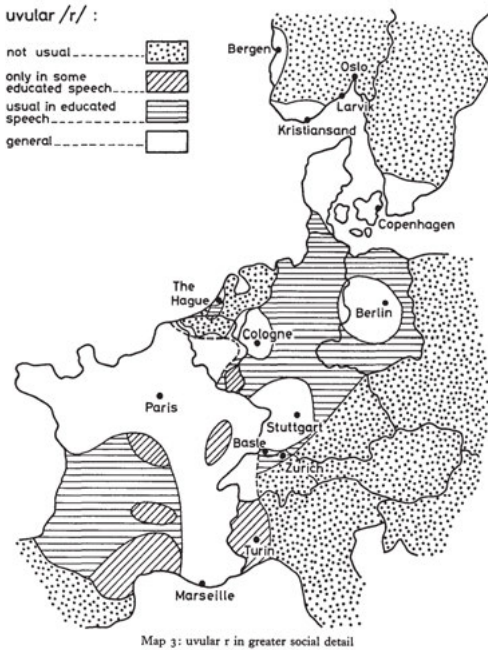 uvular /r/ :
not usual
only in some
educated speech
usual in educated
speech
general
Bergen
Oslo
Larvik
Kristiansand
Copenhagen
The
Hague
Cologne
Berlin
Paris
Stuttgart
Basle
Zürich
Turin
Marseille
Map 3: uvular r in greater social detail